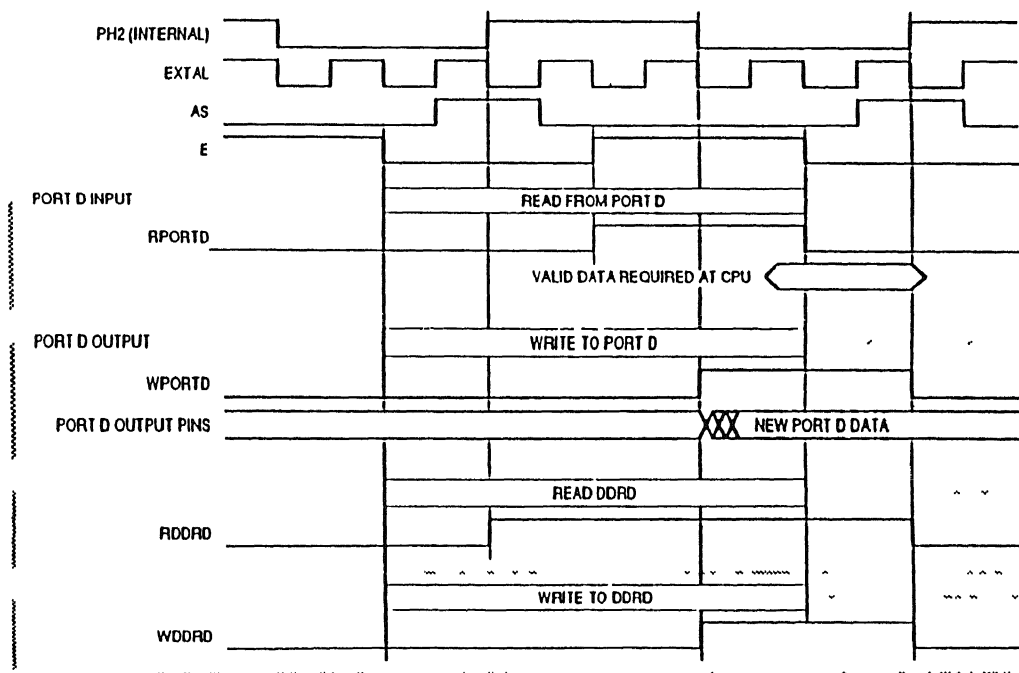 PH2 (INTERNAL)
EXTAL
AS
E
PORT D INPUT
READ FROM PORT D
RPORTD
VALID DATA REQUIRED AT CPU
PORT D OUTPUT
WRITE TO PORT D
WPORTD
PORT D OUTPUT PINS
NEW PORT D DATA
READ DDRD
RDDRD
WRITE TO DDRD
WDDRD